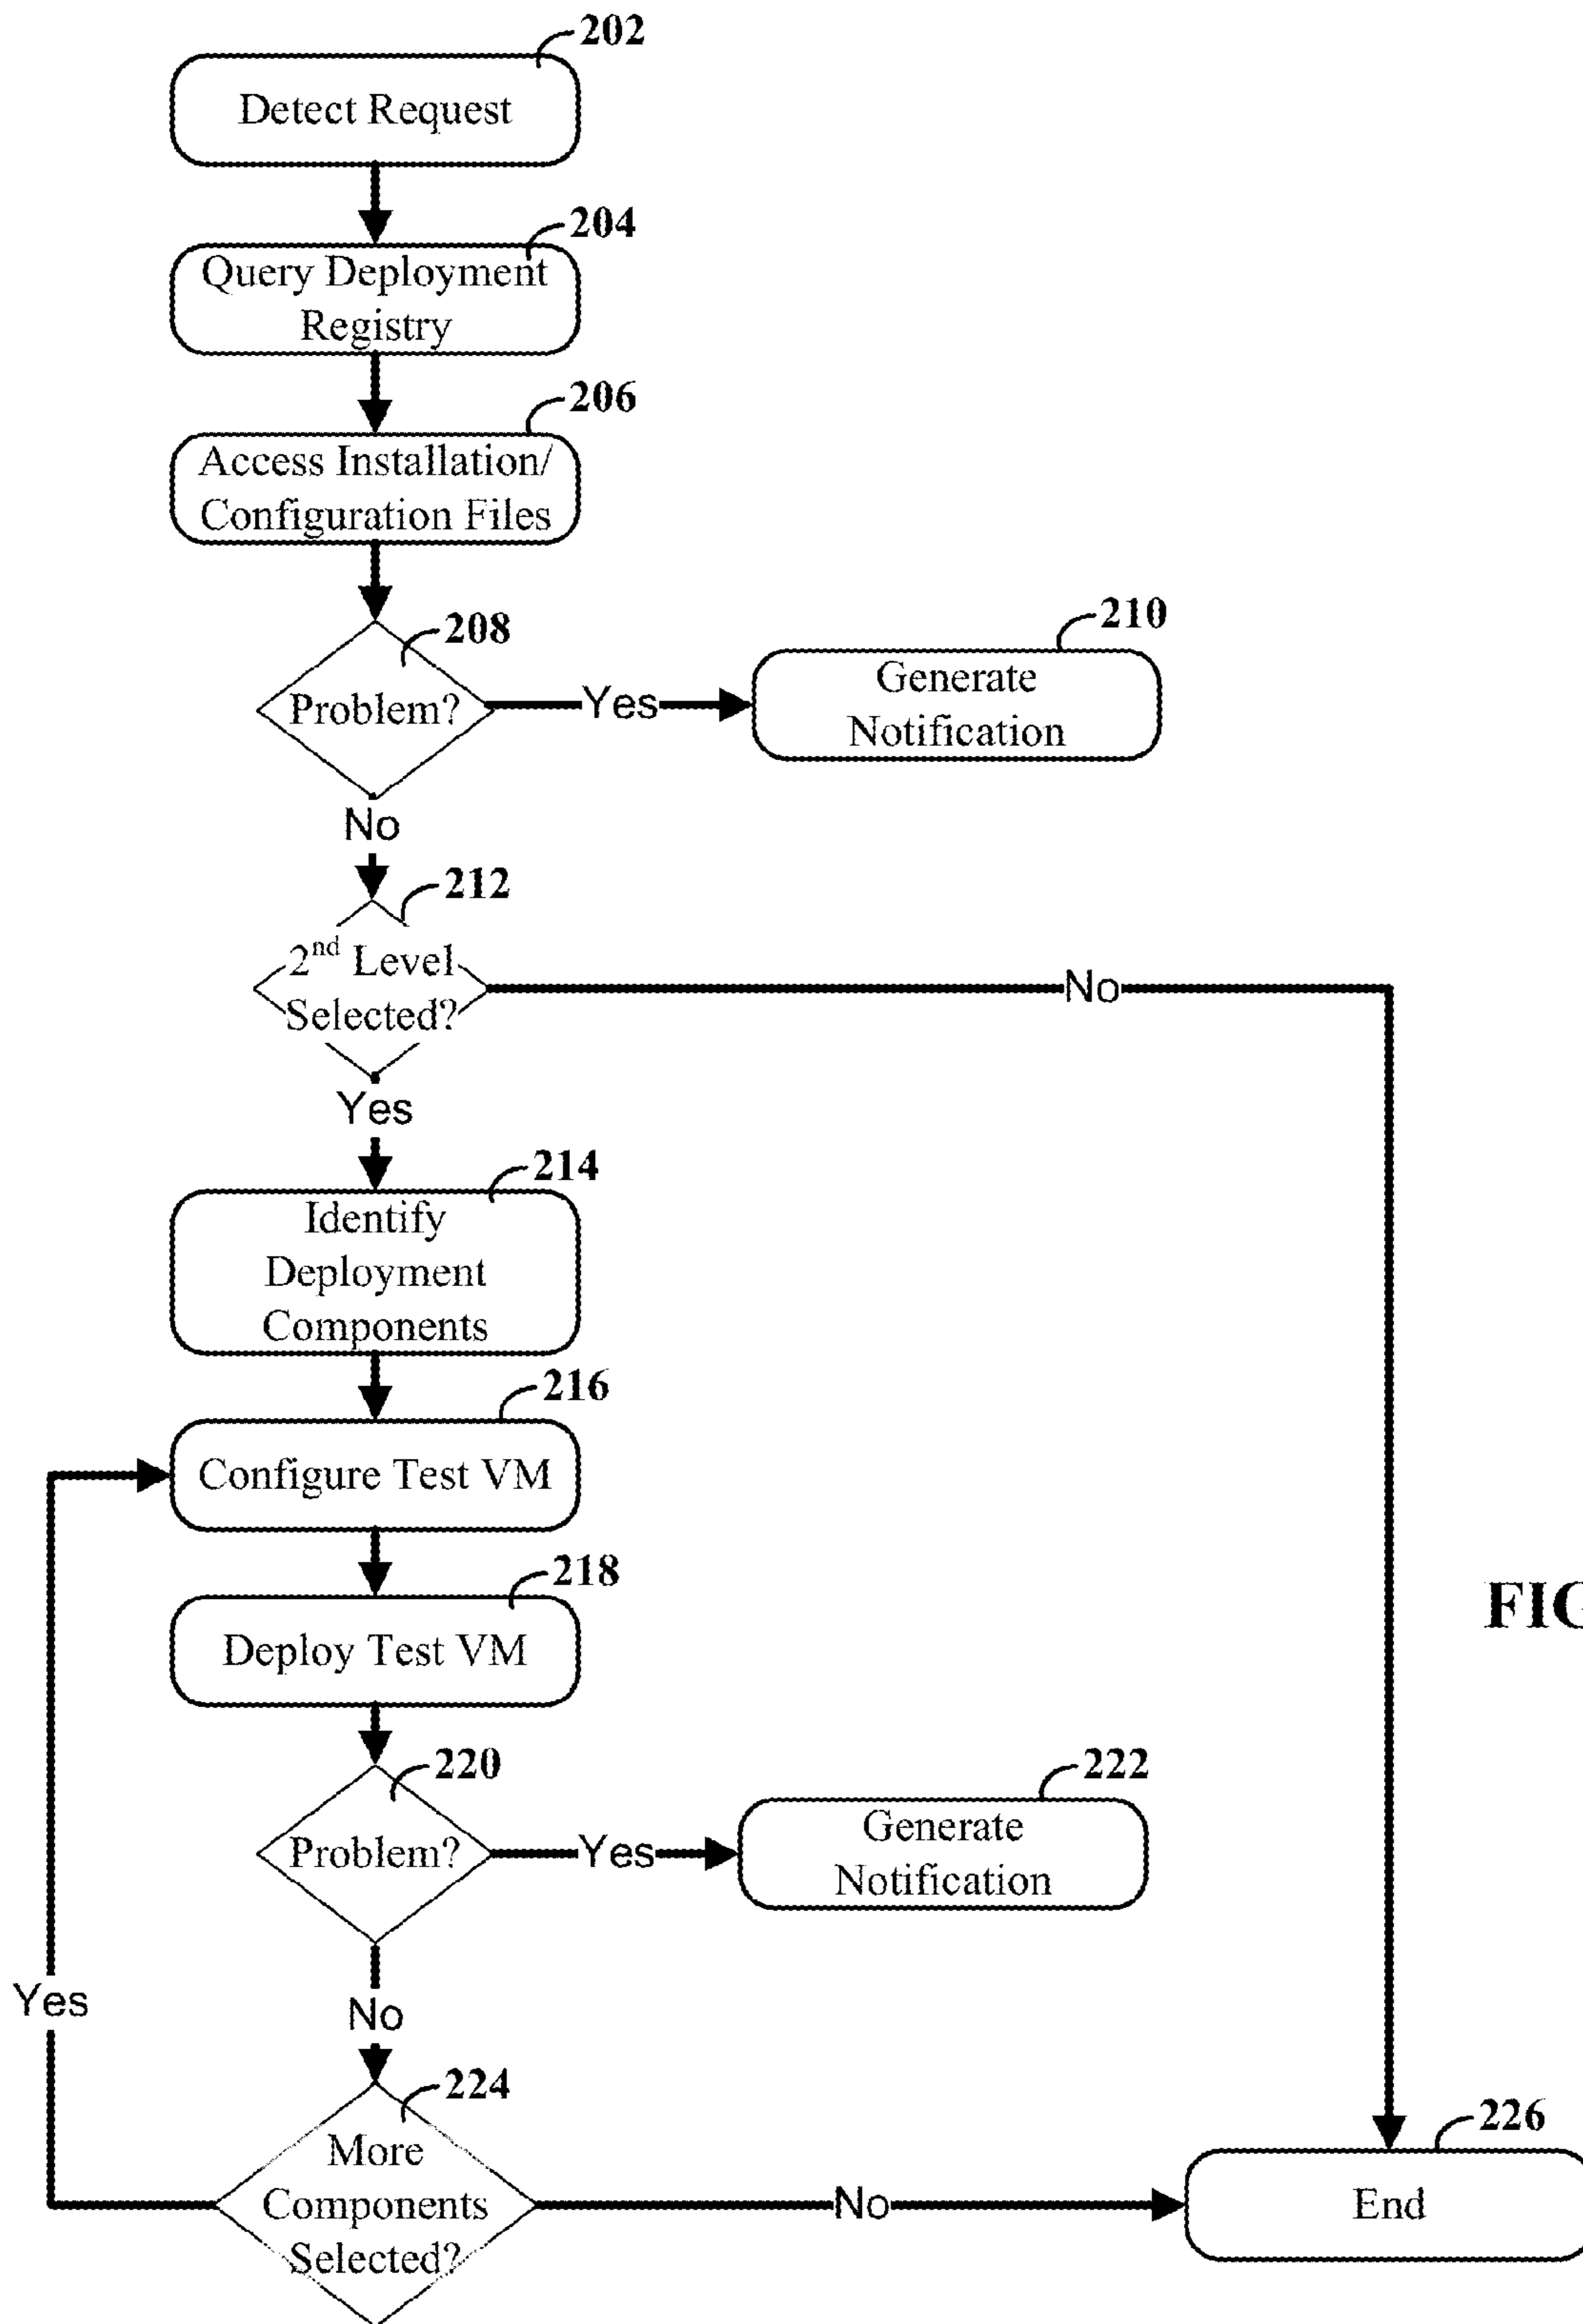 202
Detect Request
204
Query Deployment
Registry
206
Access Installation/
Configuration Files
208
Problem?
Yes
210
Generate
Notification
No
212
2nd Level
Selected?
No
Yes
214
Identify
Deployment
Components
216
Configure Test VM
218
Deploy Test VM
FIG
220
Problem?
Yes
222
Generate
Notification
Yes
No
224
More
Components
Selected?
No
226
End